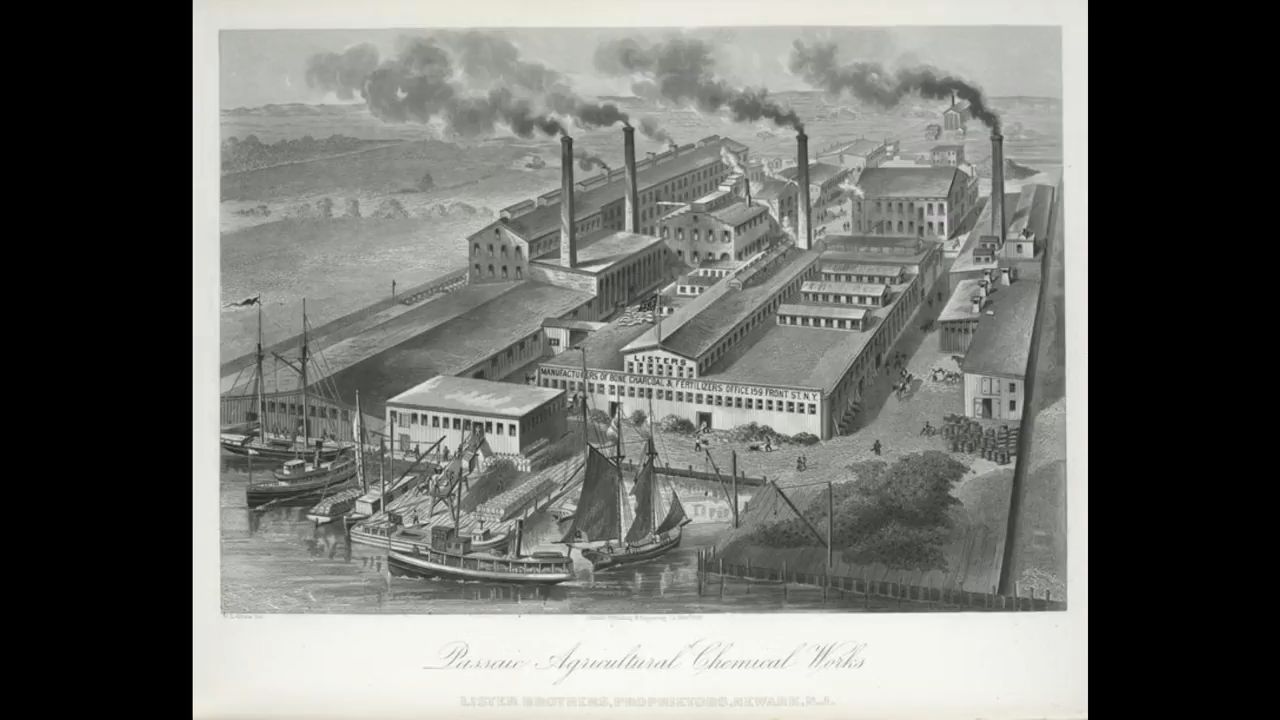 LISTERS
MANUFACTURERS OF BONE CHARCOAL & FERTILIZERS. OFFICE 159 FRONT ST. N.Y.
Passaic Agricultural Chemical Works
LISTER BROTHERS, PROPRIETORS, NEWARK, N.J.